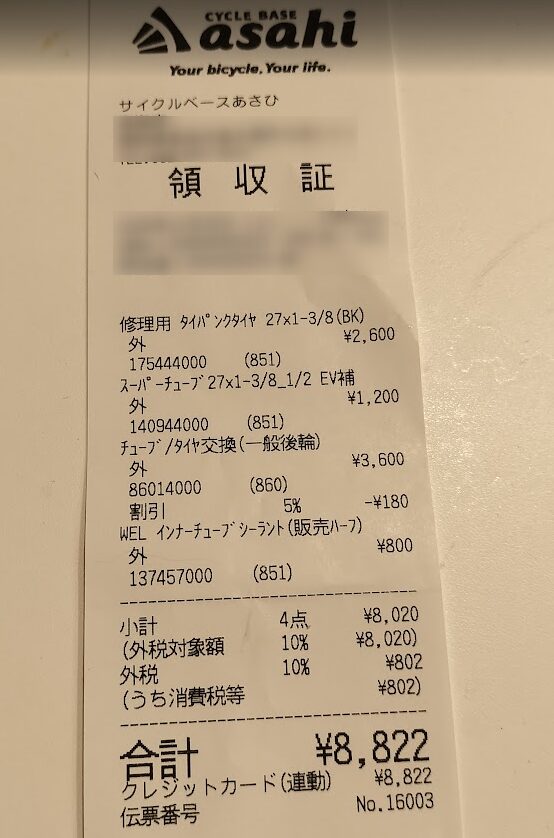 CYCLE BASE
asahi
Your bicycle. Your life.
サイクルベースあさひ
領 収 証
修理用 ﾀｲﾊﾟﾝｸﾀｲﾔ 27x1-3/8(BK)
外 ¥2,600
175444000 (851)
ｽｰﾊﾟｰﾁｭｰﾌﾞ27x1-3/8_1/2 EV補
外 ¥1,200
140944000 (851)
ﾁｭｰﾌﾞ/ﾀｲﾔ交換(一般後輪)
外 ¥3,600
86014000 (860)
割引 5% -¥180
WEL ｲﾝﾅｰﾁｭｰﾌﾞｼｰﾗﾝﾄ(販売ﾊｰﾌ)
外 ¥800
137457000 (851)
小計 4点 ¥8,020
(外税対象額 10% ¥8,020)
外税 10% ¥802
(うち消費税等 ¥802)
合計 ¥8,822
クレジットカード(連動) ¥8,822
伝票番号 No.16003